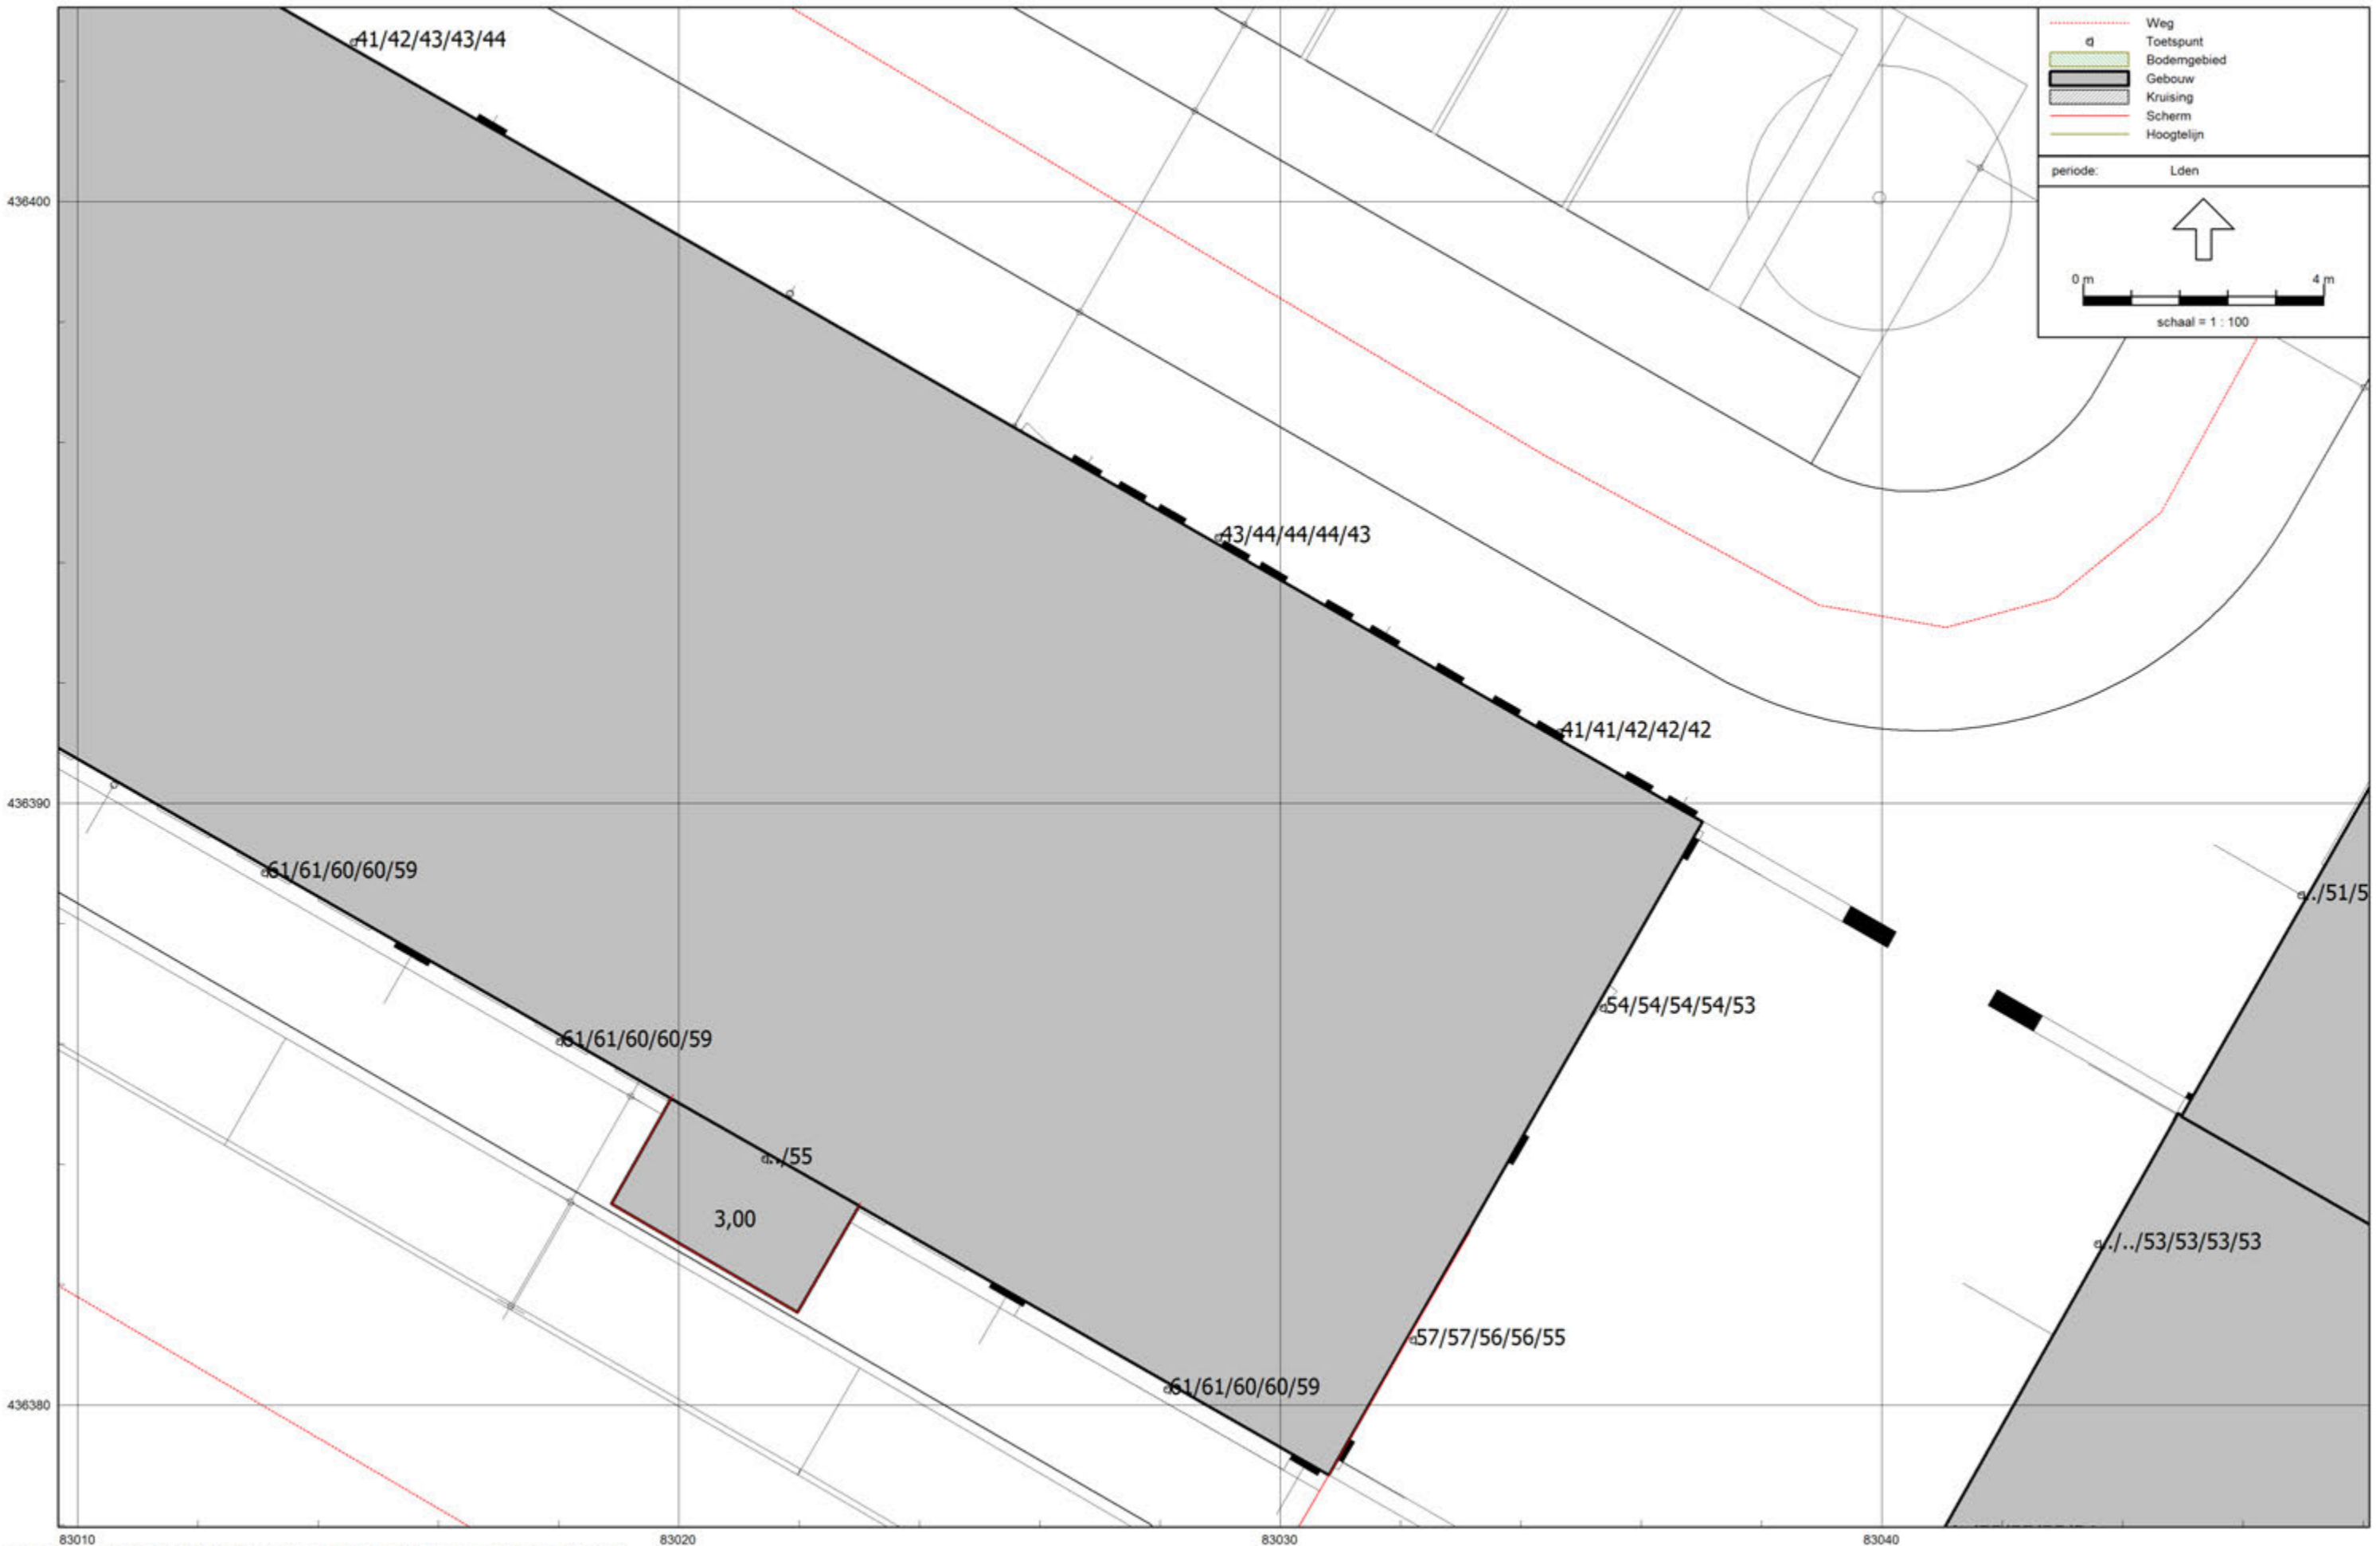 Weg
41/42/43/43/44
Toetspunt
Bodemgebied
Gebouw
Kruising
Scherm
Hoogtelijn
periode: Lden
436400
0 m 4 m
schaal = 1 : 100
43/44/44/44/43
41/41/42/42/42
436390
61/61/60/60/59
../51/5
54/54/54/54/53
61/61/60/60/59
../55
3,00
../../53/53/53/53
57/57/56/56/55
61/61/60/60/59
436380
83010 83020 83030 83040